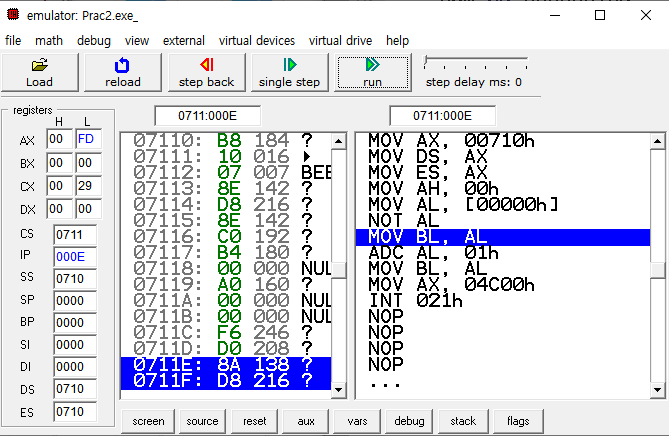 emulator: Prac2.exe_
file math debug view external virtual devices virtual drive help
Load reload step back single step run step delay ms: 0
registers
H L
AX 00 FD
BX 00 00
CX 00 29
DX 00 00
CS 0711
IP 000E
SS 0710
SP 0000
BP 0000
SI 0000
DI 0000
DS 0710
ES 0710
0711:000E
07110: B8 184 ?
07111: 10 016
07112: 07 007 BEE
07113: 8E 142 ?
07114: D8 216 ?
07115: 8E 142 ?
07116: C0 192 ?
07117: B4 180 ?
07118: 00 000 NUL
07119: A0 160 ?
0711A: 00 000 NUL
0711B: 00 000 NUL
0711C: F6 246 ?
0711D: D0 208 ?
0711E: 8A 138 ?
0711F: D8 216 ?
0711:000E
MOV AX, 00710h
MOV DS, AX
MOV ES, AX
MOV AH, 00h
MOV AL, [00000h]
NOT AL
MOV BL, AL
ADC AL, 01h
MOV BL, AL
MOV AX, 04C00h
INT 021h
NOP
NOP
NOP
NOP
...
screen source reset aux vars debug stack flags